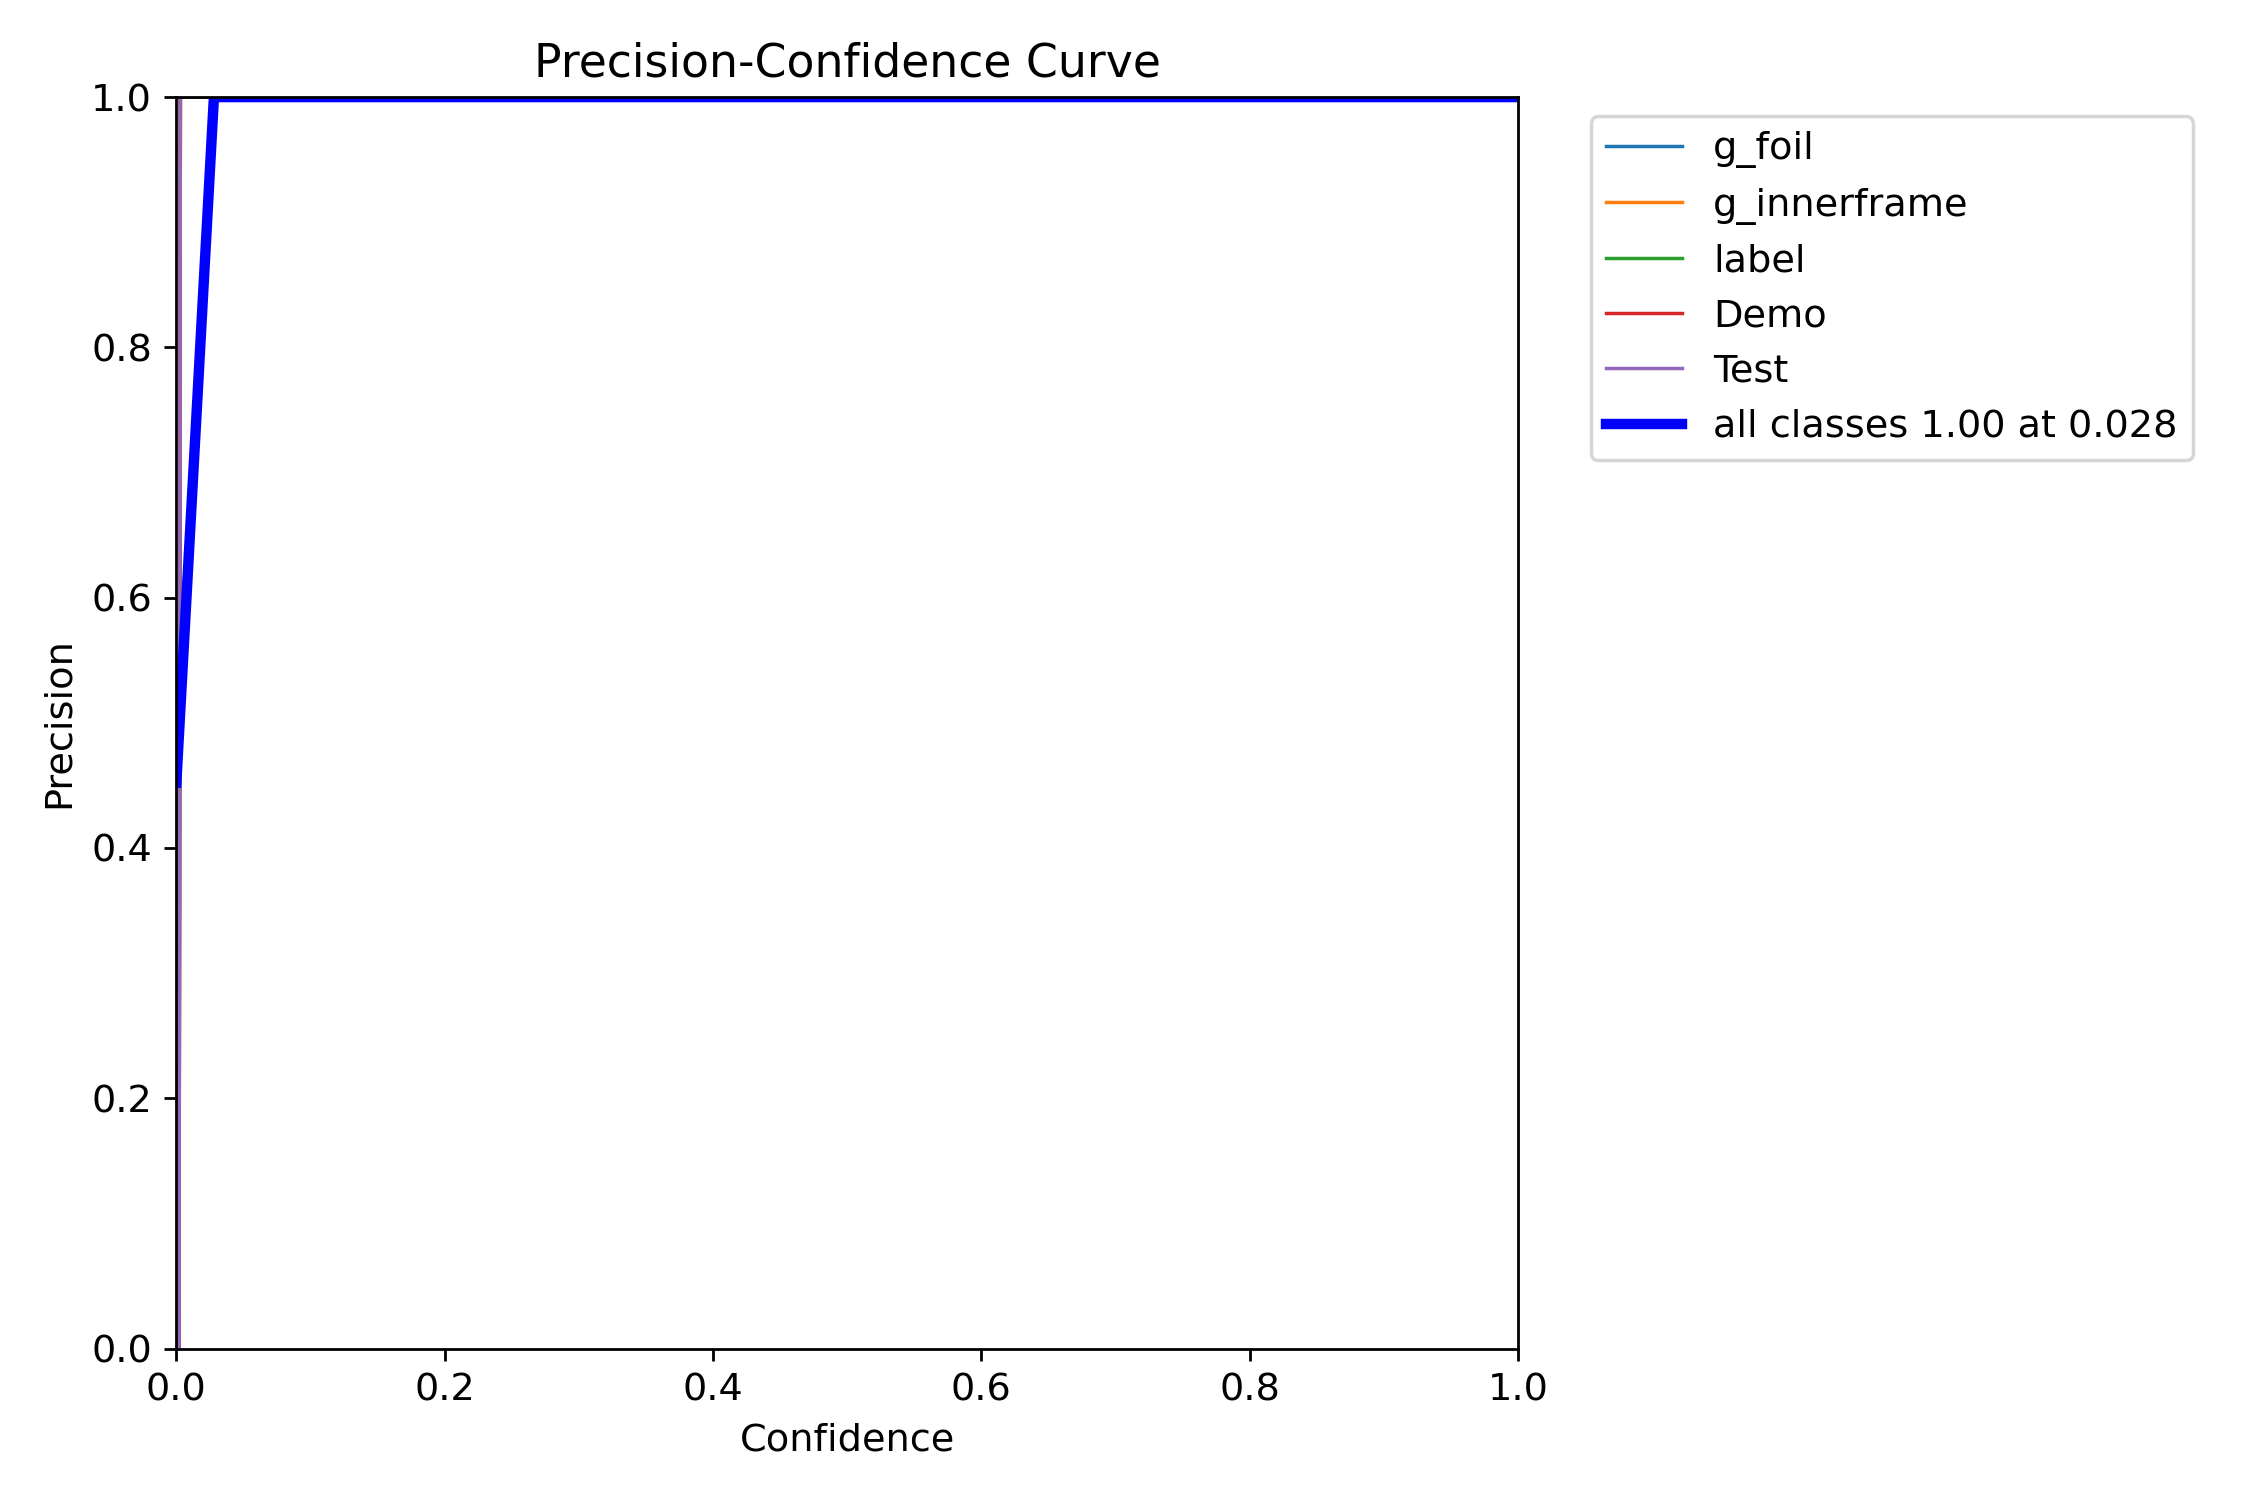 Precision-Confidence Curve
1.0
0.8
0.6
0.4
0.2
0.0
Precision
0.0 0.2 0.4 0.6 0.8 1.0
Confidence
g_foil
g_innerframe
label
Demo
Test
all classes 1.00 at 0.028